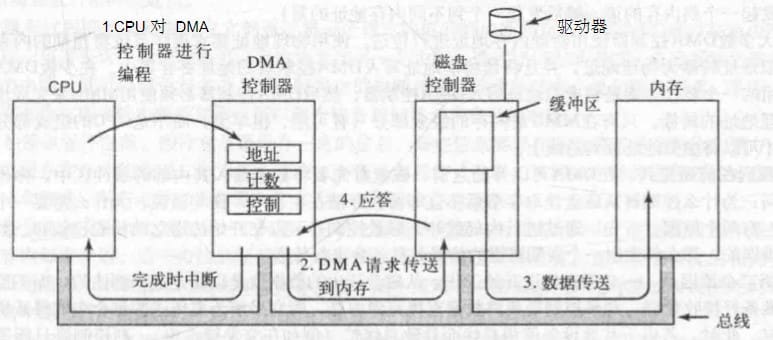 1.CPU 对 DMA
控制器进行
编程
驱动器
CPU
DMA
控制器
磁盘
控制器
内存
缓冲区
地址
计数
控制
4. 应答
完成时中断
2. DMA 请求传送
到内存
3. 数据传送
总线